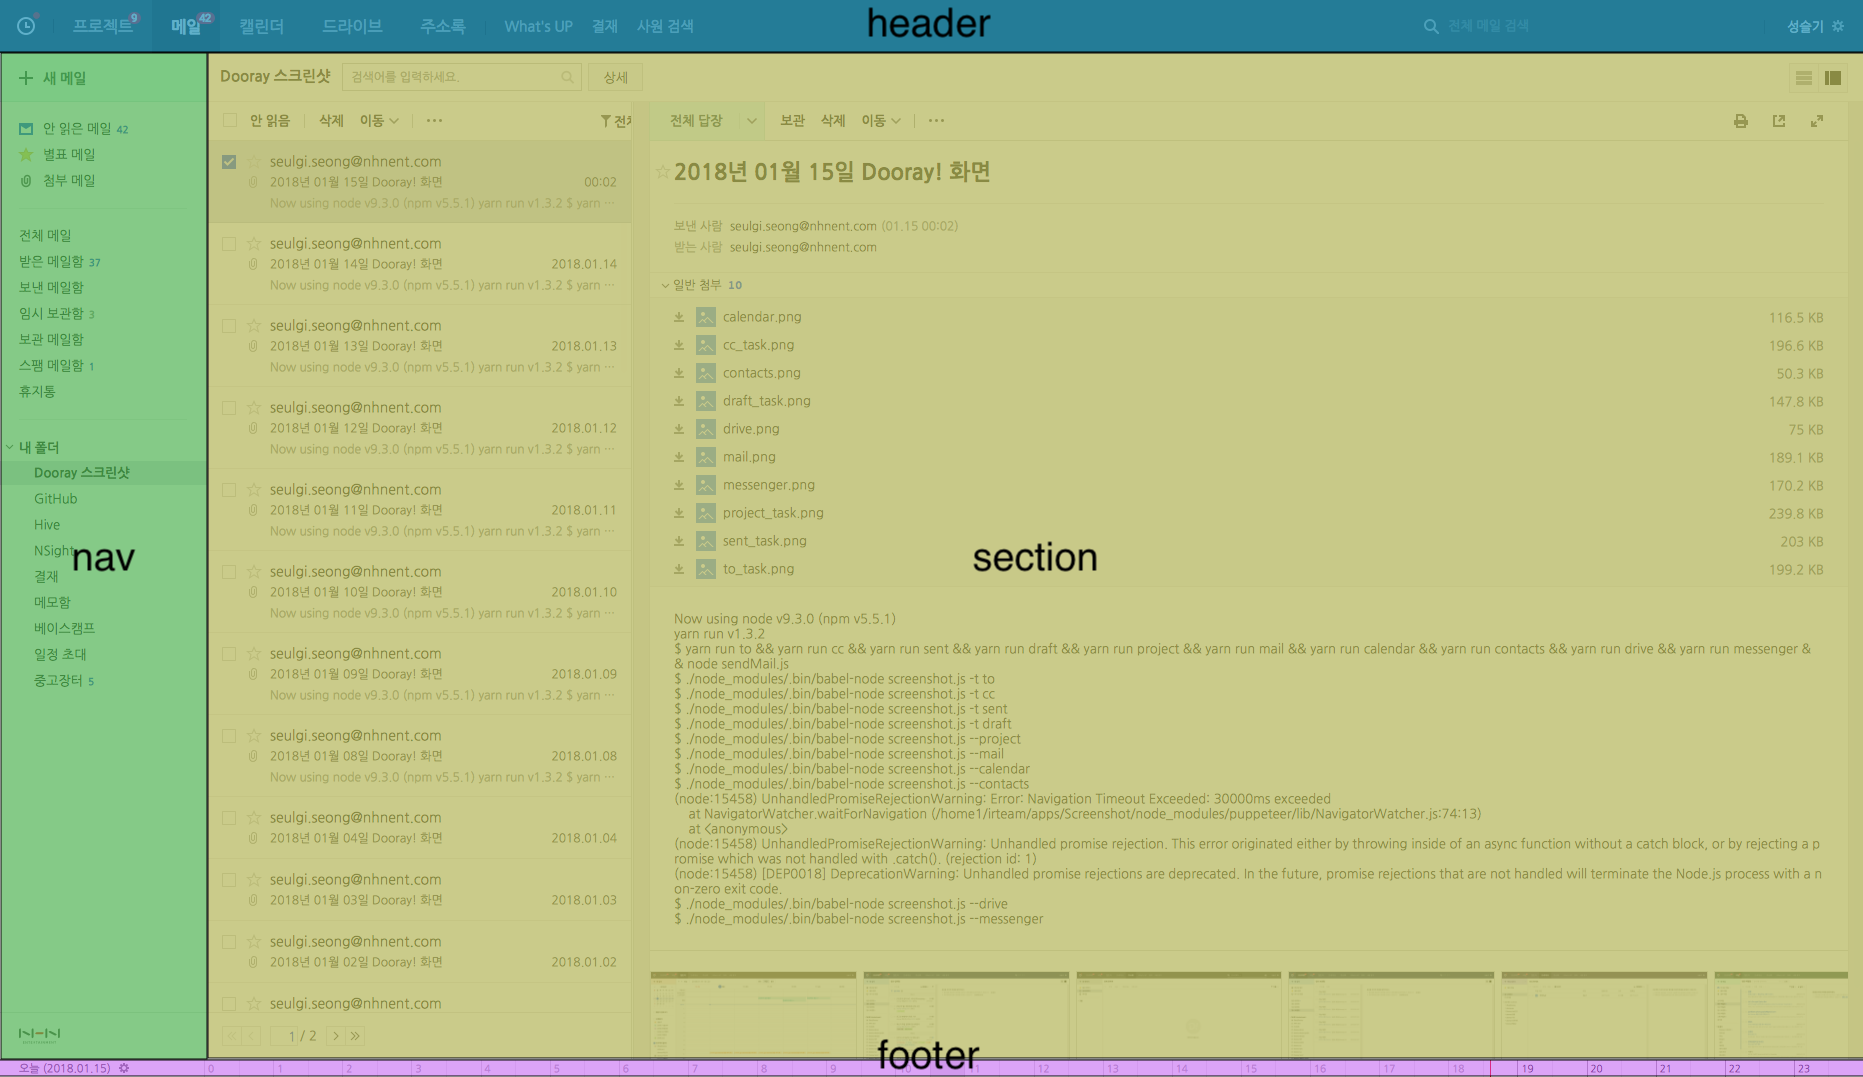 프로젝트 9 메일 42 캘린더 드라이브 주소록 What's UP 결재 사원 검색 header 전체 메일 검색 성슬기
새 메일
안 읽은 메일 42
별표 메일
첨부 메일
전체 메일
받은 메일함 37
보낸 메일함
임시 보관함 3
보관 메일함
스팸 메일함 1
휴지통
내 폴더
Dooray 스크린샷
GitHub
Hive
NSight
nav
결재
메모함
베이스캠프
일정 초대
중고장터 5
Dooray 스크린샷 검색어를 입력하세요. 상세
안 읽음 삭제 이동 ··· 전체
seulgi.seong@nhnent.com
2018년 01월 15일 Dooray! 화면 00:02
Now using node v9.3.0 (npm v5.5.1) yarn run v1.3.2 $ yarn ···
seulgi.seong@nhnent.com
2018년 01월 14일 Dooray! 화면 2018.01.14
Now using node v9.3.0 (npm v5.5.1) yarn run v1.3.2 $ yarn ···
seulgi.seong@nhnent.com
2018년 01월 13일 Dooray! 화면 2018.01.13
Now using node v9.3.0 (npm v5.5.1) yarn run v1.3.2 $ yarn ···
seulgi.seong@nhnent.com
2018년 01월 12일 Dooray! 화면 2018.01.12
Now using node v9.3.0 (npm v5.5.1) yarn run v1.3.2 $ yarn ···
seulgi.seong@nhnent.com
2018년 01월 11일 Dooray! 화면 2018.01.11
Now using node v9.3.0 (npm v5.5.1) yarn run v1.3.2 $ yarn ···
seulgi.seong@nhnent.com
2018년 01월 10일 Dooray! 화면 2018.01.10
Now using node v9.3.0 (npm v5.5.1) yarn run v1.3.2 $ yarn ···
seulgi.seong@nhnent.com
2018년 01월 09일 Dooray! 화면 2018.01.09
Now using node v9.3.0 (npm v5.5.1) yarn run v1.3.2 $ yarn ···
seulgi.seong@nhnent.com
2018년 01월 08일 Dooray! 화면 2018.01.08
Now using node v9.3.0 (npm v5.5.1) yarn run v1.3.2 $ yarn ···
seulgi.seong@nhnent.com
2018년 01월 04일 Dooray! 화면 2018.01.04
seulgi.seong@nhnent.com
2018년 01월 03일 Dooray! 화면 2018.01.03
seulgi.seong@nhnent.com
2018년 01월 02일 Dooray! 화면 2018.01.02
seulgi.seong@nhnent.com
1 / 2
전체 답장 보관 삭제 이동 ···
2018년 01월 15일 Dooray! 화면
보낸 사람 seulgi.seong@nhnent.com (01.15 00:02)
받는 사람 seulgi.seong@nhnent.com
일반 첨부 10
calendar.png 116.5 KB
cc_task.png 196.6 KB
contacts.png 50.3 KB
draft_task.png 147.8 KB
drive.png 75 KB
mail.png 189.1 KB
messenger.png 170.2 KB
project_task.png 239.8 KB
sent_task.png 203 KB
section
to_task.png 199.2 KB
Now using node v9.3.0 (npm v5.5.1)
yarn run v1.3.2
$ yarn run to && yarn run cc && yarn run sent && yarn run draft && yarn run project && yarn run mail && yarn run calendar && yarn run contacts && yarn run drive && yarn run messenger &
& node sendMail.js
$ ./node_modules/.bin/babel-node screenshot.js -t to
$ ./node_modules/.bin/babel-node screenshot.js -t cc
$ ./node_modules/.bin/babel-node screenshot.js -t sent
$ ./node_modules/.bin/babel-node screenshot.js -t draft
$ ./node_modules/.bin/babel-node screenshot.js --project
$ ./node_modules/.bin/babel-node screenshot.js --mail
$ ./node_modules/.bin/babel-node screenshot.js --calendar
$ ./node_modules/.bin/babel-node screenshot.js --contacts
(node:15458) UnhandledPromiseRejectionWarning: Error: Navigation Timeout Exceeded: 30000ms exceeded
at NavigatorWatcher.waitForNavigation (/home1/irteam/apps/Screenshot/node_modules/puppeteer/lib/NavigatorWatcher.js:74:13)
at <anonymous>
(node:15458) UnhandledPromiseRejectionWarning: Unhandled promise rejection. This error originated either by throwing inside of an async function without a catch block, or by rejecting a p
romise which was not handled with .catch(). (rejection id: 1)
(node:15458) [DEP0018] DeprecationWarning: Unhandled promise rejections are deprecated. In the future, promise rejections that are not handled will terminate the Node.js process with a n
on-zero exit code.
$ ./node_modules/.bin/babel-node screenshot.js --drive
$ ./node_modules/.bin/babel-node screenshot.js --messenger
footer
오늘 (2018.01.15) 0 1 2 3 4 5 6 7 8 9 10 11 12 13 14 15 16 17 18 19 20 21 22 23